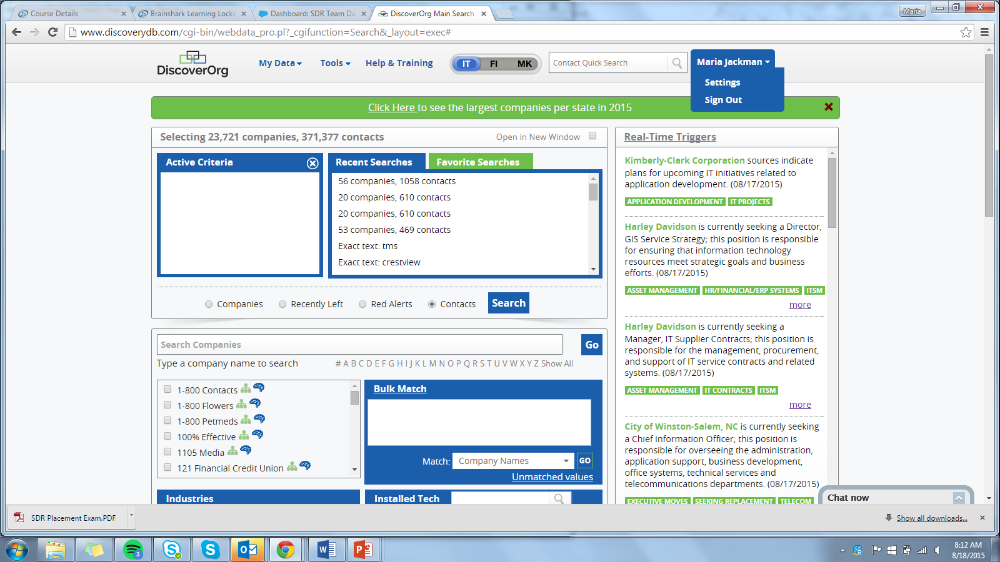 Course Details
Brainshark Learning Locke
Dashboard: SDR Team Da
DiscoverOrg Main Search
Maria
www.discoverydb.com/cgi-bin/webdata_pro.pl?_cgifunction=Search&_layout=exec#
DiscoverOrg
My Data
Tools
Help & Training
IT FI MK
Contact Quick Search
Maria Jackman
Settings
Sign Out
Click Here to see the largest companies per state in 2015
Selecting 23,721 companies, 371,377 contacts
Open in New Window
Active Criteria
Recent Searches
Favorite Searches
56 companies, 1058 contacts
20 companies, 610 contacts
20 companies, 610 contacts
53 companies, 469 contacts
Exact text: tms
Exact text: crestview
Companies
Recently Left
Red Alerts
Contacts
Search
Search Companies
Go
Type a company name to search
# A B C D E F G H I J K L M N O P Q R S T U V W X Y Z Show All
1-800 Contacts
1-800 Flowers
1-800 Petmeds
100% Effective
1105 Media
121 Financial Credit Union
Bulk Match
Match: Company Names GO
Unmatched values
Industries
Installed Tech
Real-Time Triggers
Kimberly-Clark Corporation sources indicate
plans for upcoming IT initiatives related to
application development. (08/17/2015)
APPLICATION DEVELOPMENT IT PROJECTS
Harley Davidson is currently seeking a Director,
GIS Service Strategy; this position is responsible
for ensuring that information technology
resources meet strategic goals and business
efforts. (08/17/2015)
ASSET MANAGEMENT HR/FINANCIAL/ERP SYSTEMS ITSM
more
Harley Davidson is currently seeking a
Manager, IT Supplier Contracts; this position is
responsible for the management, procurement,
and support of IT service contracts and related
systems. (08/17/2015)
ASSET MANAGEMENT IT CONTRACTS ITSM
more
City of Winston-Salem, NC is currently seeking
a Chief Information Officer; this position is
responsible for overseeing the administration,
application support, business development,
office systems, technical services and
telecommunications departments. (08/17/2015)
EXECUTIVE MOVES SEEKING REPLACEMENT TELECOM
Chat now
SDR Placement Exam.PDF
Show all downloads...
3
8:12 AM
8/18/2015